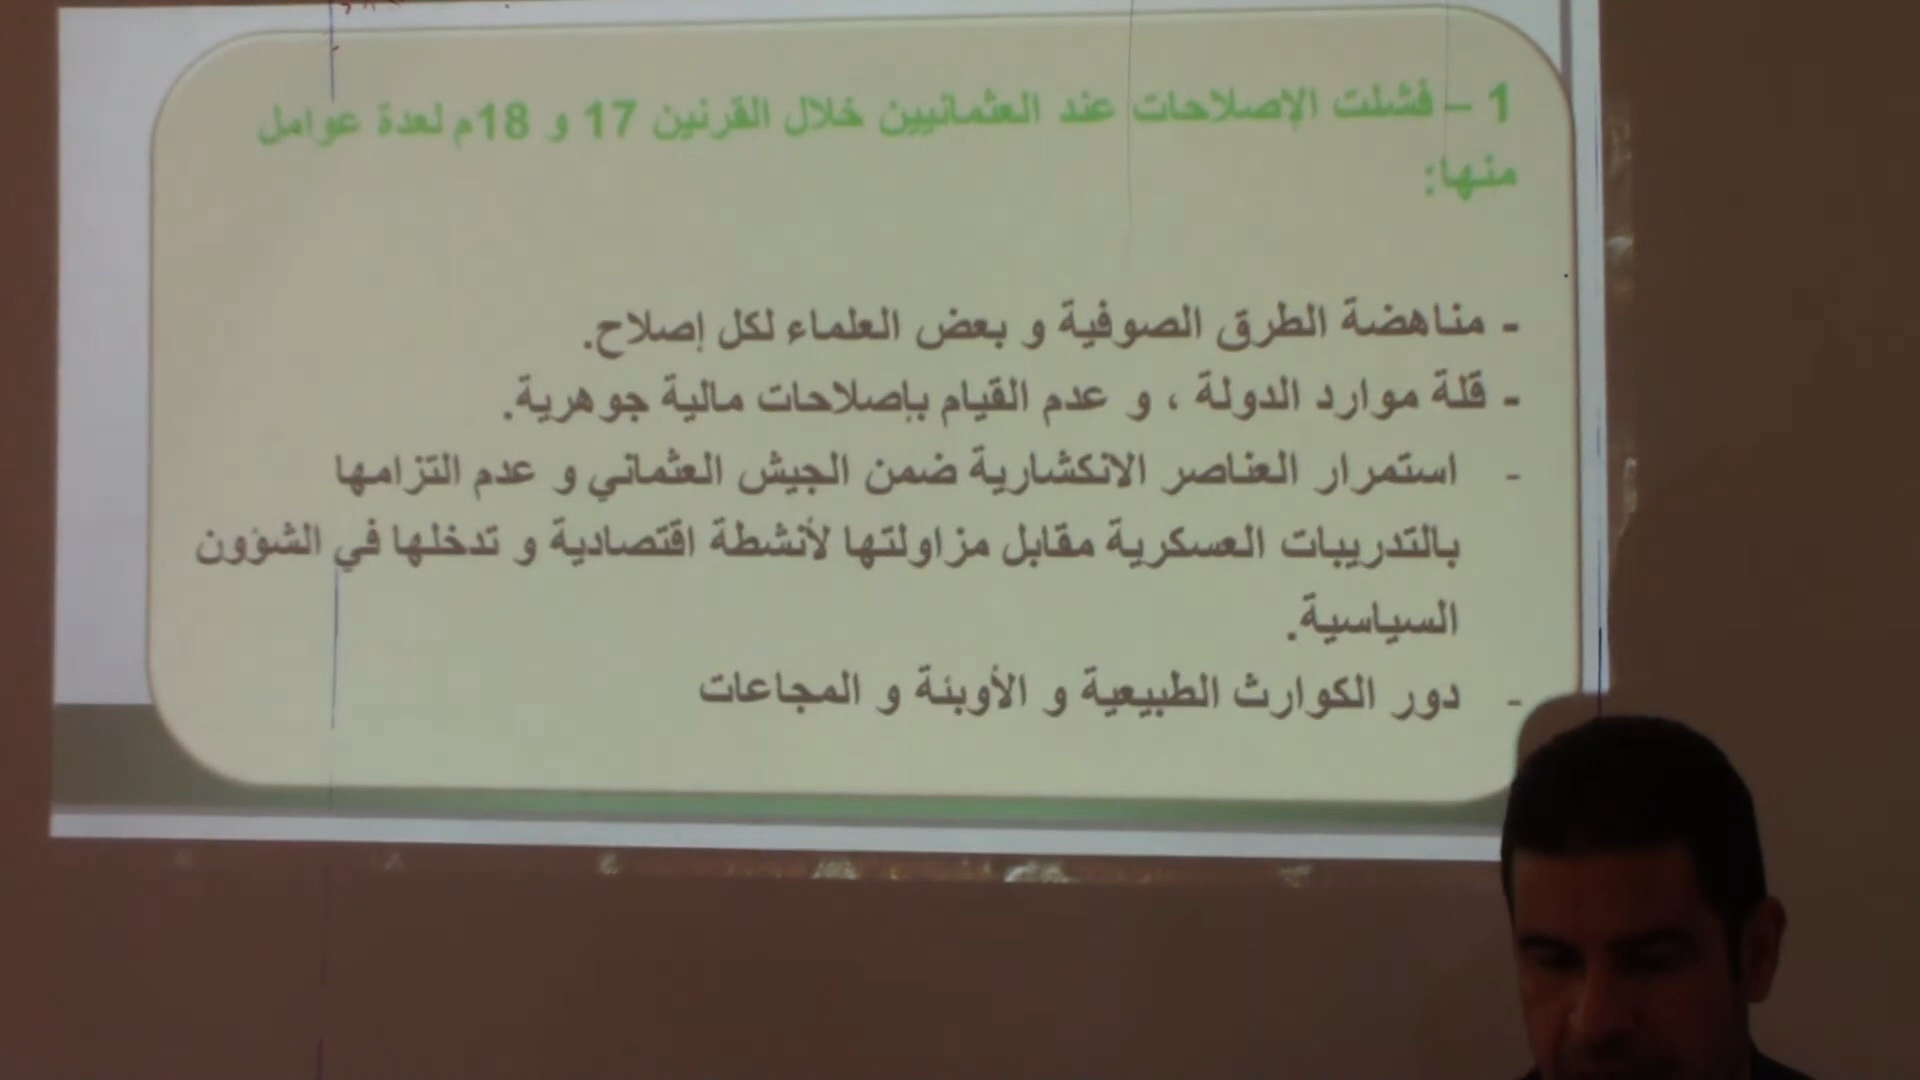 1 – فشلت الإصلاحات عند العثمانيين خلال القرنين 17 و 18م لعدة عوامل
منها:
- مناهضة الطرق الصوفية و بعض العلماء لكل إصلاح.
- قلة موارد الدولة ، و عدم القيام بإصلاحات مالية جوهرية.
- استمرار العناصر الانكشارية ضمن الجيش العثماني و عدم التزامها
بالتدريبات العسكرية مقابل مزاولتها لأنشطة اقتصادية و تدخلها في الشؤون
السياسية.
- دور الكوارث الطبيعية و الأوبئة و المجاعات